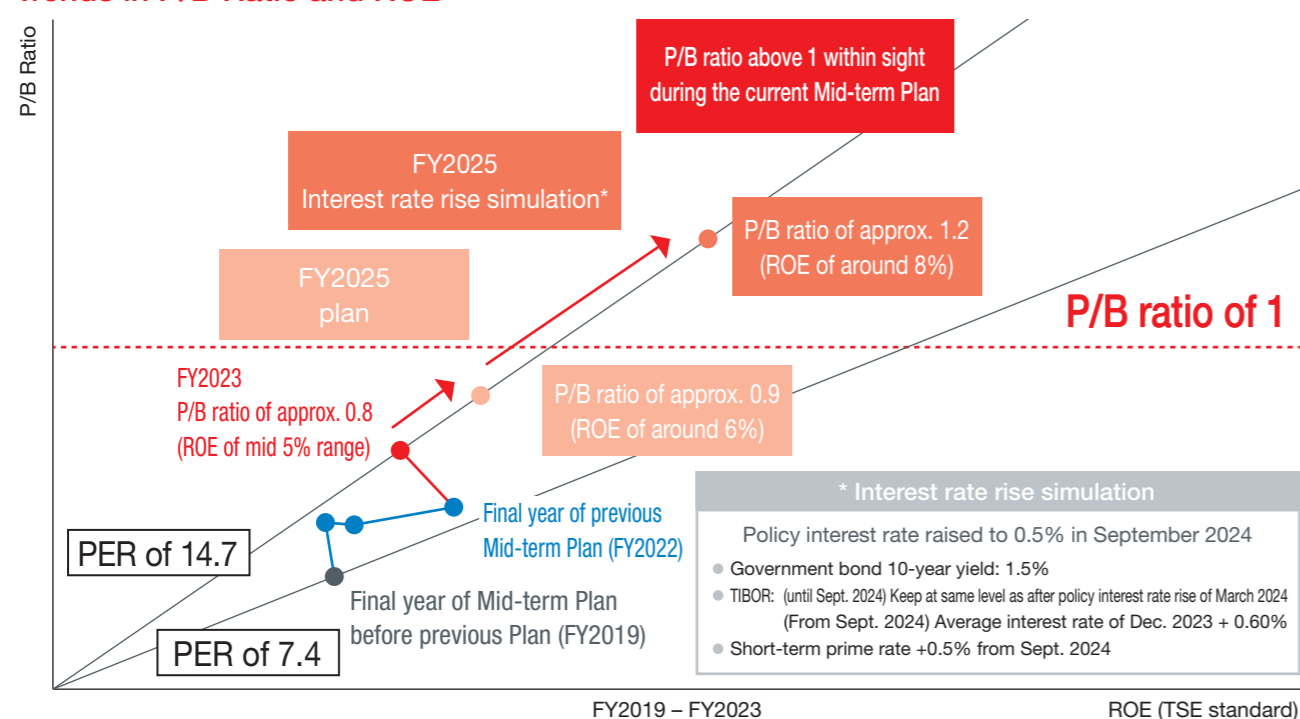 Trends in P/B Ratio and ROE
P/B Ratio
P/B ratio above 1 within sight
during the current Mid-term Plan
FY2025
Interest rate rise simulation*
P/B ratio of approx. 1.2
(ROE of around 8%)
FY2025
plan
P/B ratio of 1
FY2023
P/B ratio of approx. 0.8
(ROE of mid 5% range)
P/B ratio of approx. 0.9
(ROE of around 6%)
Final year of previous
Mid-term Plan (FY2022)
PER of 14.7
Final year of Mid-term Plan
before previous Plan (FY2019)
PER of 7.4
* Interest rate rise simulation
Policy interest rate raised to 0.5% in September 2024
● Government bond 10-year yield: 1.5%
● TIBOR: (until Sept. 2024) Keep at same level as after policy interest rate rise of March 2024
(From Sept. 2024) Average interest rate of Dec. 2023 + 0.60%
● Short-term prime rate +0.5% from Sept. 2024
FY2019 – FY2023
ROE (TSE standard)